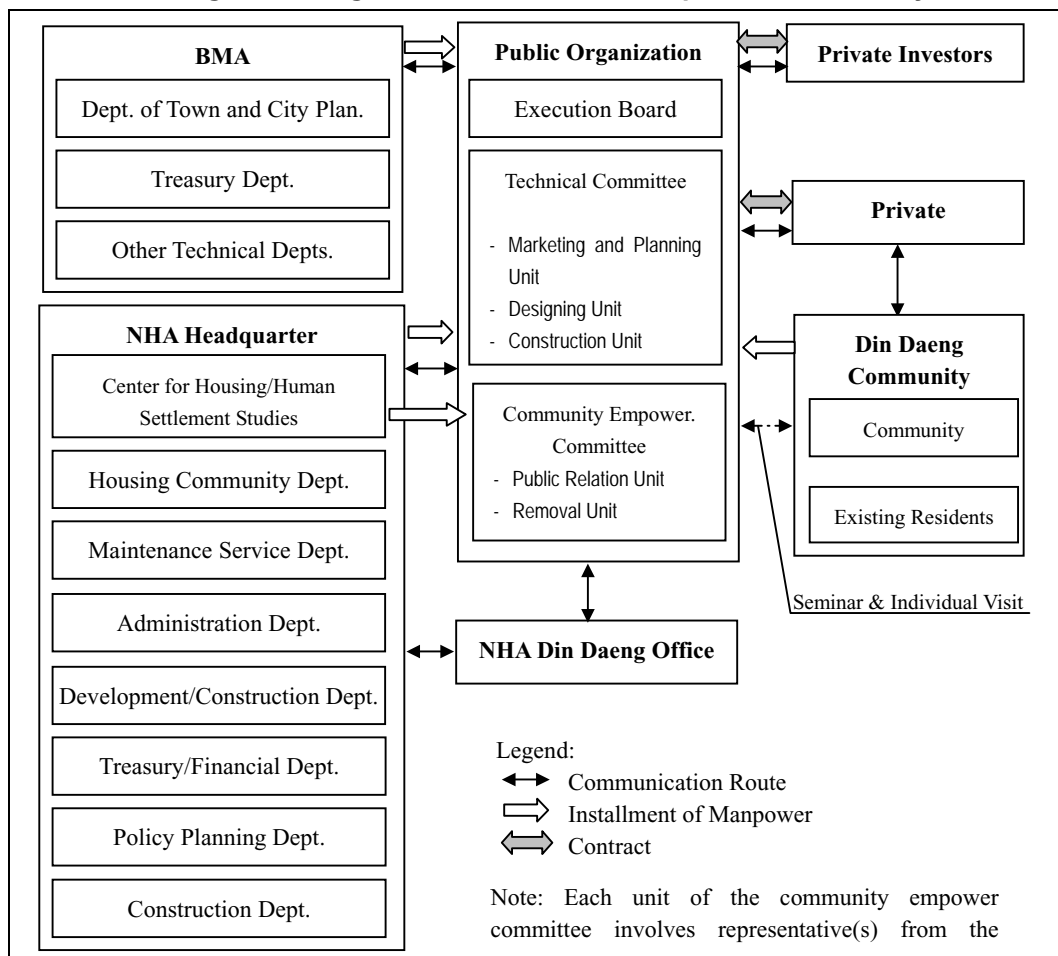 BMA
Dept. of Town and City Plan.
Treasury Dept.
Other Technical Depts.
NHA Headquarter
Center for Housing/Human
Settlement Studies
Housing Community Dept.
Maintenance Service Dept.
Administration Dept.
Development/Construction Dept.
Treasury/Financial Dept.
Policy Planning Dept.
Construction Dept.
Public Organization
Execution Board
Technical Committee
- Marketing and Planning
Unit
- Designing Unit
- Construction Unit
Community Empower.
Committee
- Public Relation Unit
- Removal Unit
NHA Din Daeng Office
Private Investors
Private
Din Daeng
Community
Community
Existing Residents
Seminar & Individual Visit
Legend:
Communication Route
Installment of Manpower
Contract
Note: Each unit of the community empower
committee involves representative(s) from the